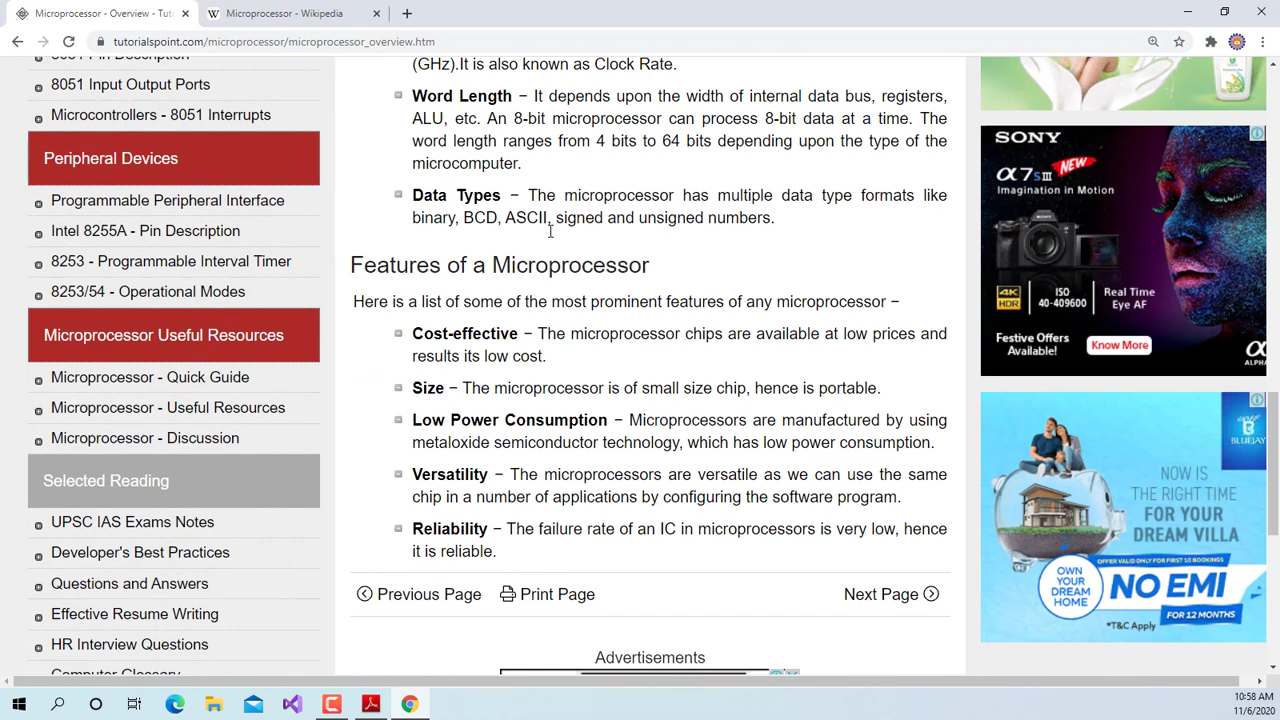 Microprocessor - Overview - Tut
Microprocessor - Wikipedia
tutorialspoint.com/microprocessor/microprocessor_overview.htm
8051 Input Output Ports
Microcontrollers - 8051 Interrupts
Peripheral Devices
Programmable Peripheral Interface
Intel 8255A - Pin Description
8253 - Programmable Interval Timer
8253/54 - Operational Modes
Microprocessor Useful Resources
Microprocessor - Quick Guide
Microprocessor - Useful Resources
Microprocessor - Discussion
Selected Reading
UPSC IAS Exams Notes
Developer's Best Practices
Questions and Answers
Effective Resume Writing
HR Interview Questions
Computer Glossary
(GHz).It is also known as Clock Rate.
Word Length − It depends upon the width of internal data bus, registers,
ALU, etc. An 8-bit microprocessor can process 8-bit data at a time. The
word length ranges from 4 bits to 64 bits depending upon the type of the
microcomputer.
Data Types − The microprocessor has multiple data type formats like
binary, BCD, ASCII, signed and unsigned numbers.
Features of a Microprocessor
Here is a list of some of the most prominent features of any microprocessor −
Cost-effective − The microprocessor chips are available at low prices and
results its low cost.
Size − The microprocessor is of small size chip, hence is portable.
Low Power Consumption − Microprocessors are manufactured by using
metaloxide semiconductor technology, which has low power consumption.
Versatility − The microprocessors are versatile as we can use the same
chip in a number of applications by configuring the software program.
Reliability − The failure rate of an IC in microprocessors is very low, hence
it is reliable.
Previous Page
Print Page
Next Page
Advertisements
SONY
α7SIII NEW
Imagination in Motion
4K
HDR
ISO
40-409600
Real Time
Eye AF
Festive Offers
Available!
Know More
α
ALPHA
BLUEJAY
NOW IS
THE RIGHT TIME
FOR YOUR
DREAM VILLA
OWN
YOUR
DREAM
HOME
OFFER VALID ONLY FOR FIRST 10 BOOKINGS
NO EMI
FOR 12 MONTHS
*T&C Apply
10:58 AM
11/6/2020